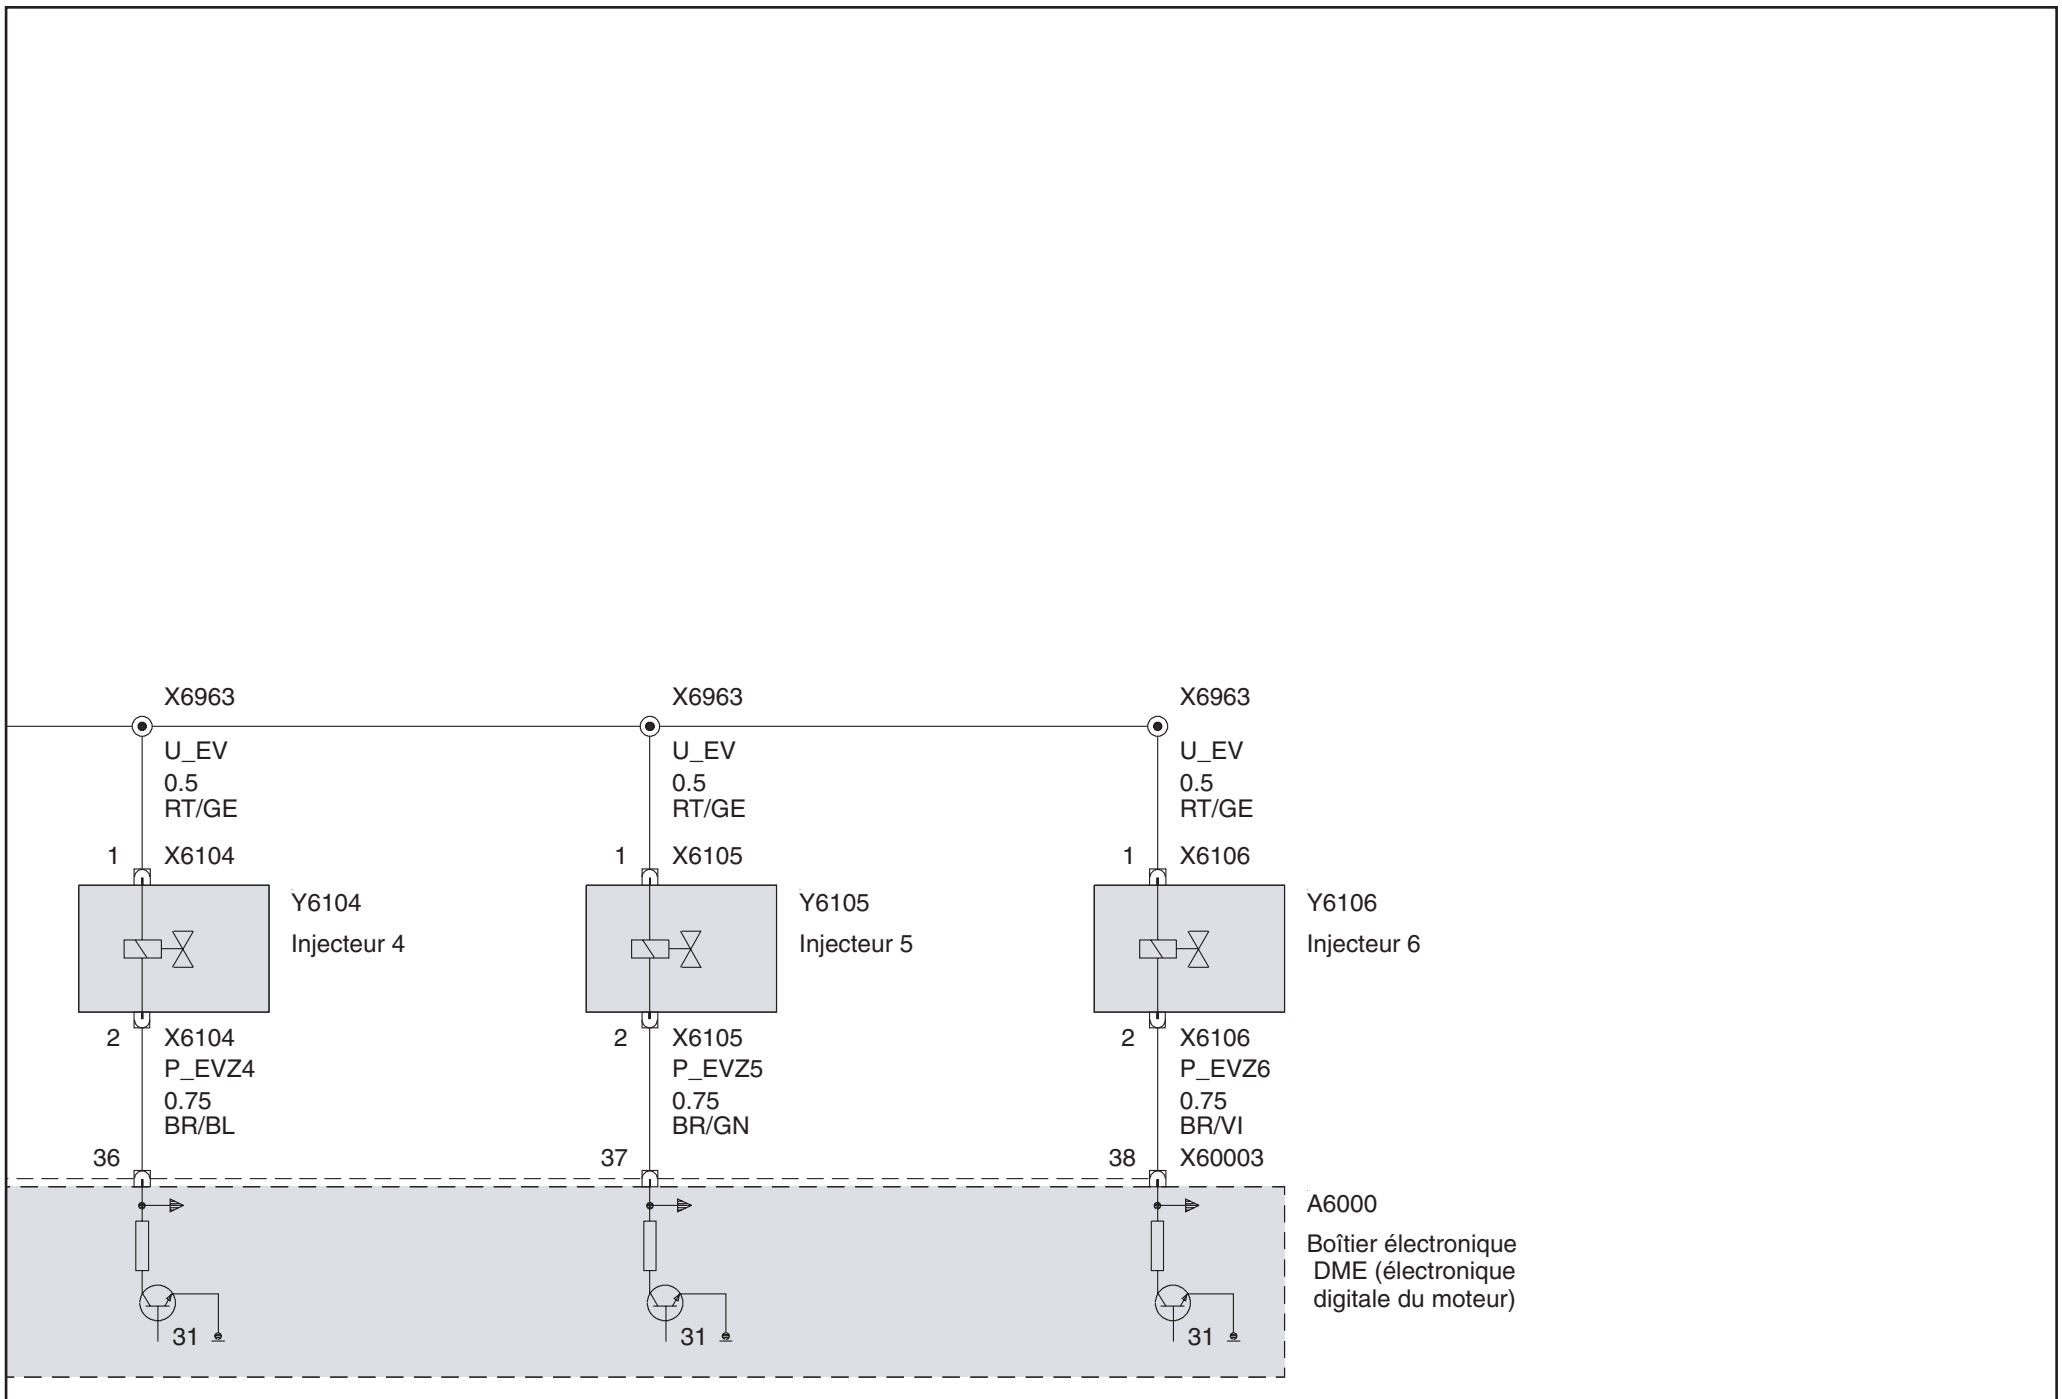 X6963 X6963 X6963
U_EV U_EV U_EV
0.5 0.5 0.5
RT/GE RT/GE RT/GE
1 X6104 1 X6105 1 X6106
Y6104 Y6105 Y6106
Injecteur 4 Injecteur 5 Injecteur 6
2 X6104 2 X6105 2 X6106
P_EVZ4 P_EVZ5 P_EVZ6
0.75 0.75 0.75
BR/BL BR/GN BR/VI
36 37 38 X60003
A6000
Boîtier électronique
DME (électronique
digitale du moteur)
31 31 31